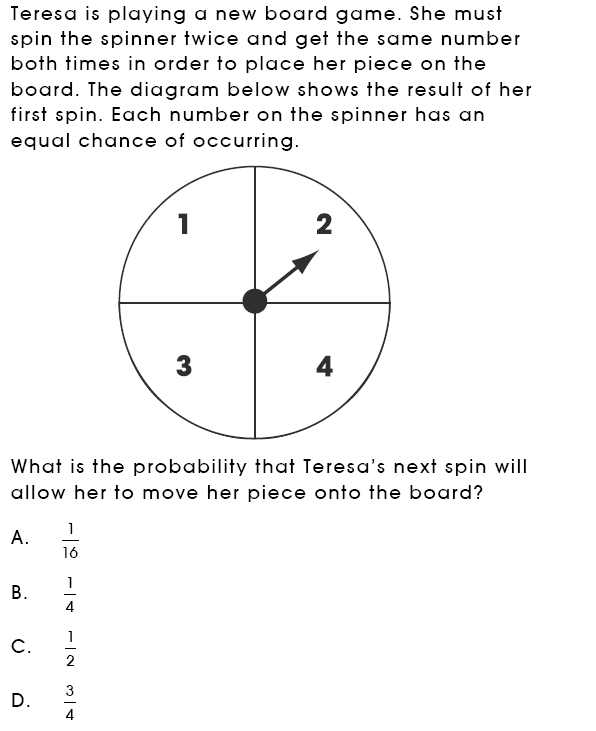 Teresa is playing a new board game. She must
spin the spinner twice and get the same number
both times in order to place her piece on the
board. The diagram below shows the result of her
first spin. Each number on the spinner has an
equal chance of occurring.
1 2
3 4
What is the probability that Teresa's next spin will
allow her to move her piece onto the board?
A. 1/16
B. 1/4
C. 1/2
D. 3/4